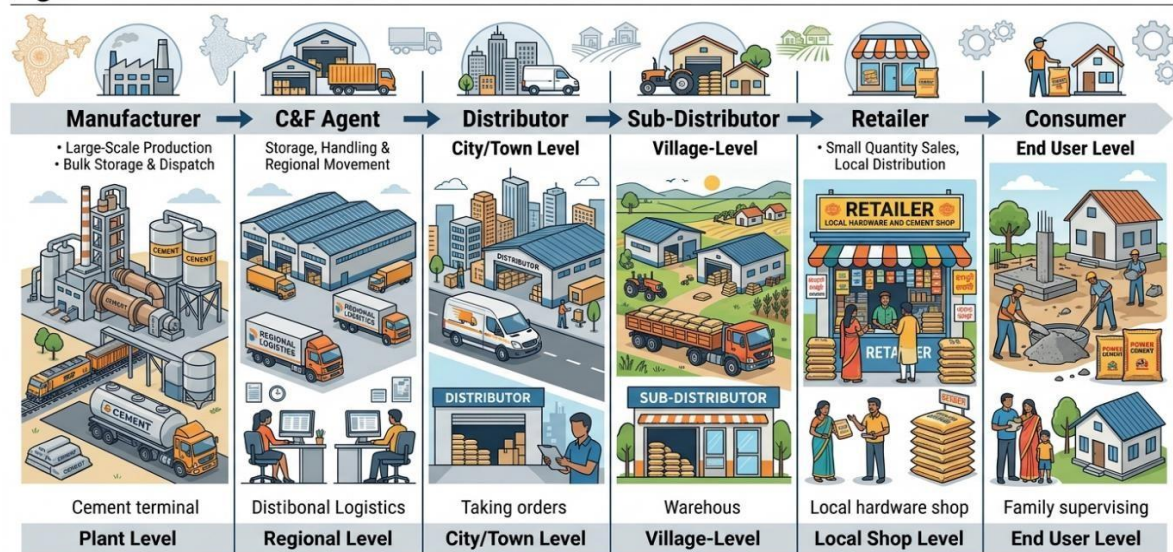 Manufacturer
C&F Agent
Distributor
Sub-Distributor
Retailer
Consumer
• Large-Scale Production
• Bulk Storage & Dispatch
Storage, Handling &
Regional Movement
City/Town Level
Village-Level
• Small Quantity Sales,
Local Distribution
End User Level
CEMENT
CENENT
CEMENT
CEMENT
REGIONAL
LOGISTICS
REGIONAL
LOGISTIES
DISTRIBUTOR
DISTRIBUTOR
SUB-DISTRIBUTOR
RETAILER
LOCAL HARDWARE AND CEMENT SHOP
POWER
CEMENT
POWER
Cement terminal
Distibonal Logistics
Taking orders
Warehous
Local hardware shop
Family supervising
Plant Level
Regional Level
City/Town Level
Village-Level
Local Shop Level
End User Level